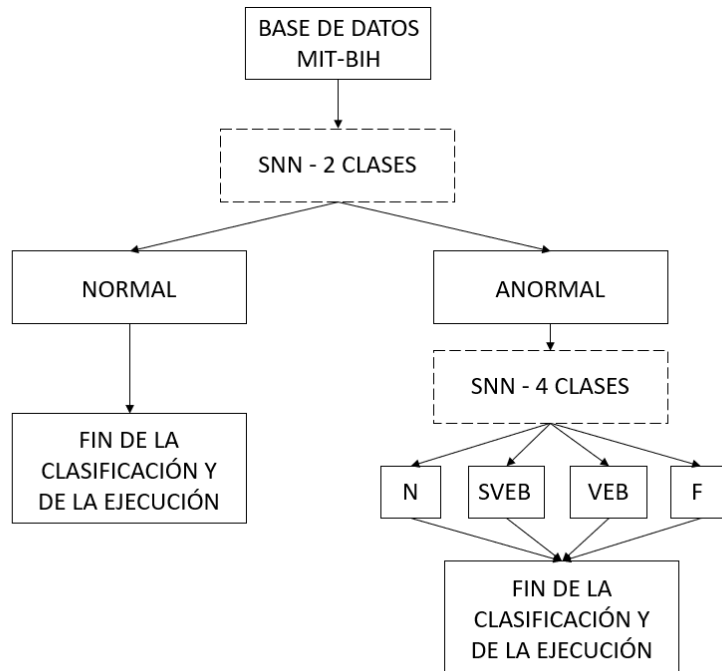 BASE DE DATOS
MIT-BIH
SNN - 2 CLASES
NORMAL
ANORMAL
SNN - 4 CLASES
FIN DE LA
CLASIFICACIÓN Y
DE LA EJECUCIÓN
N
SVEB
VEB
F
FIN DE LA
CLASIFICACIÓN Y
DE LA EJECUCIÓN